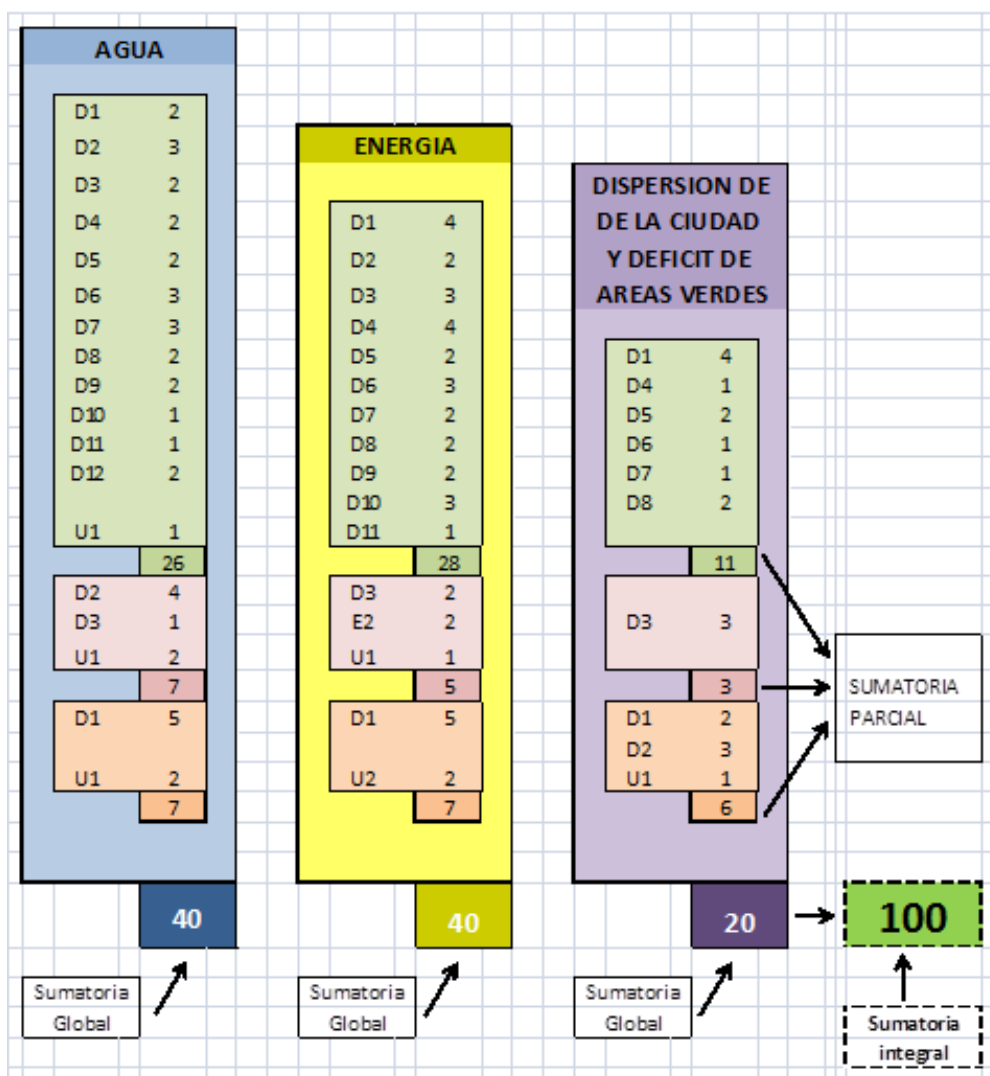 AGUA
D1 2
D2 3
D3 2
D4 2
D5 2
D6 3
D7 3
D8 2
D9 2
D10 1
D11 1
D12 2
U1 1
26
D2 4
D3 1
U1 2
7
D1 5
U1 2
7
40
Sumatoria
Global
ENERGIA
D1 4
D2 2
D3 3
D4 4
D5 2
D6 3
D7 2
D8 2
D9 2
D10 3
D11 1
28
D3 2
E2 2
U1 1
5
D1 5
U2 2
7
40
Sumatoria
Global
DISPERSION DE
DE LA CIUDAD
Y DEFICIT DE
AREAS VERDES
D1 4
D4 1
D5 2
D6 1
D7 1
D8 2
11
D3 3
3
D1 2
D2 3
U1 1
6
20
Sumatoria
Global
SUMATORIA
PARCIAL
100
Sumatoria
integral